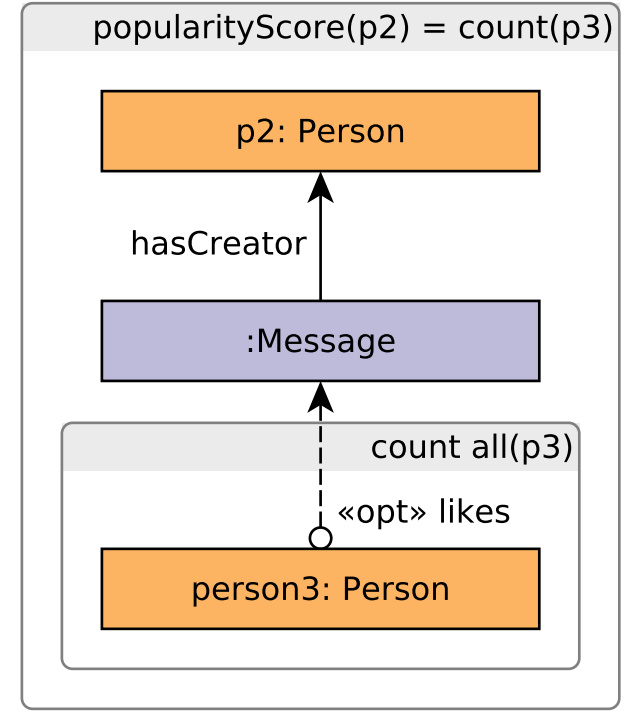 popularityScore(p2) = count(p3)
p2: Person
hasCreator
:Message
count all(p3)
«opt» likes
person3: Person